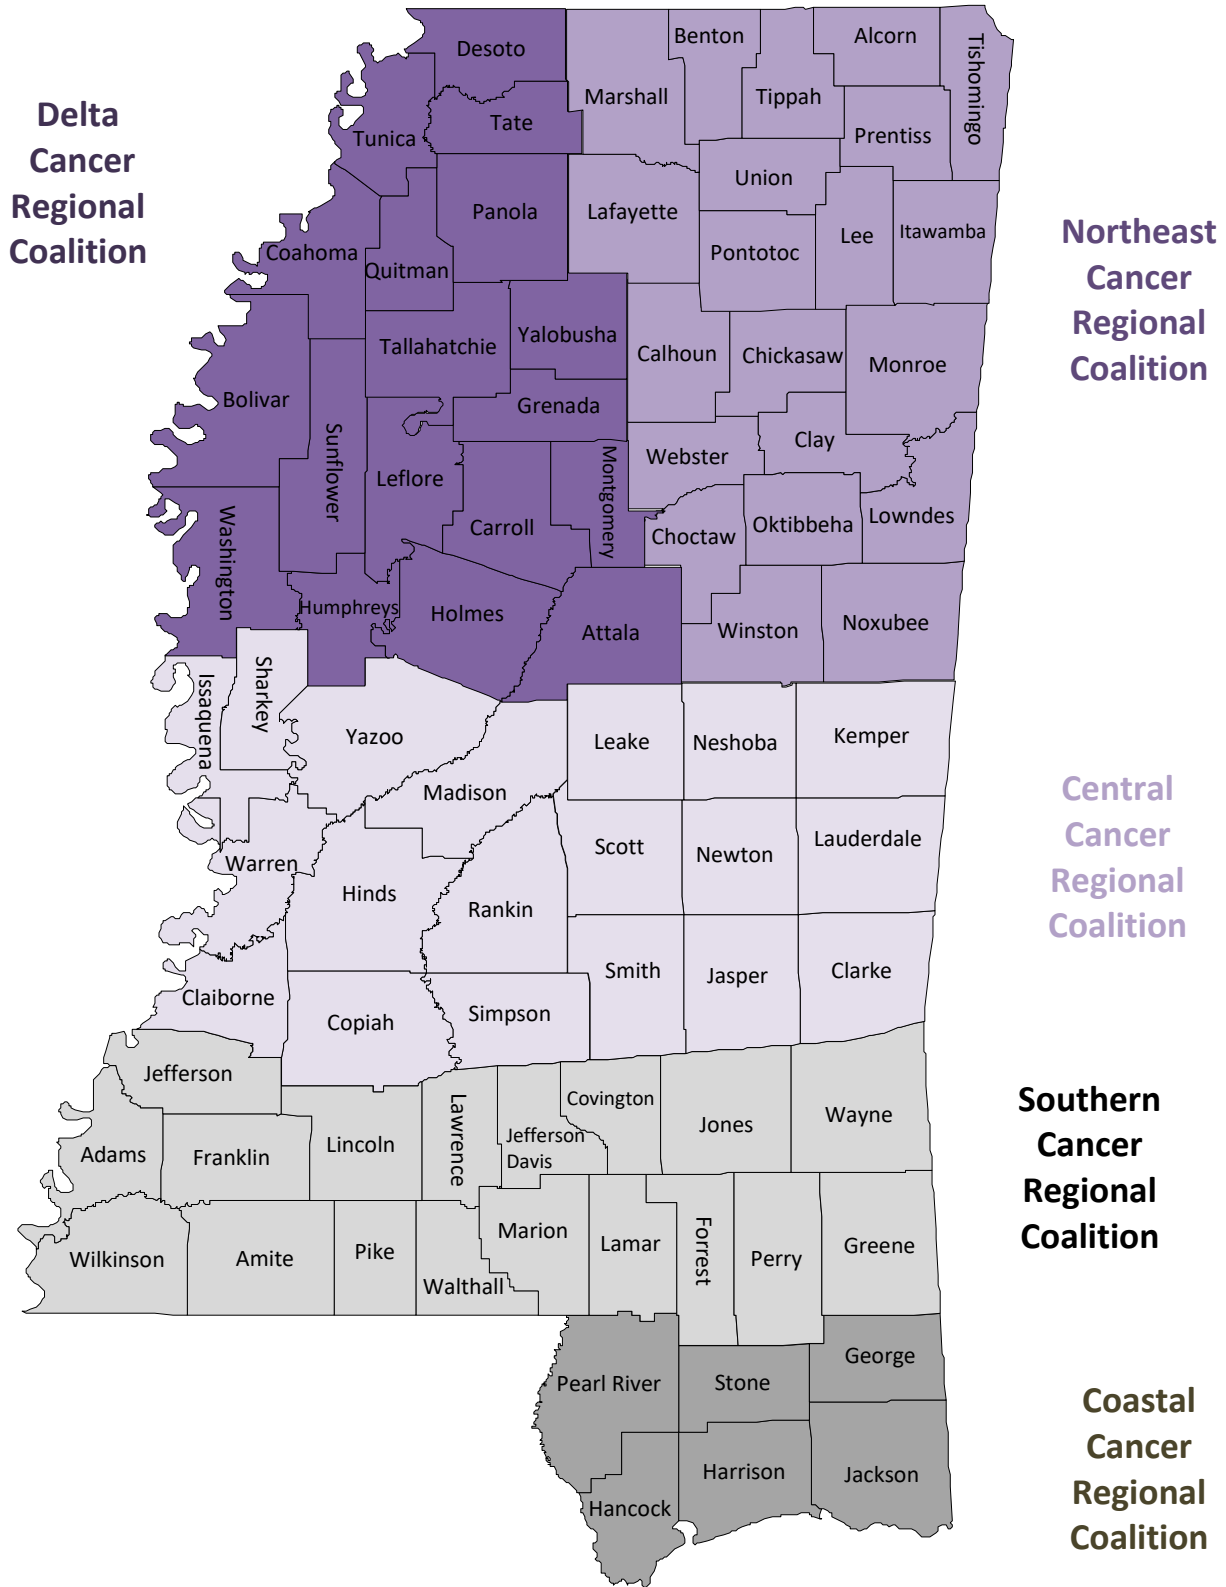 Delta
Cancer
Regional
Coalition
Northeast
Cancer
Regional
Coalition
Central
Cancer
Regional
Coalition
Southern
Cancer
Regional
Coalition
Coastal
Cancer
Regional
Coalition
Desoto
Benton
Alcorn
Tishomingo
Marshall
Tippah
Tate
Tunica
Prentiss
Union
Panola
Lafayette
Lee
Itawamba
Coahoma
Quitman
Pontotoc
Yalobusha
Tallahatchie
Calhoun
Chickasaw
Monroe
Bolivar
Grenada
Sunflower
Clay
Webster
Leflore
Montgomery
Carroll
Choctaw
Oktibbeha
Lowndes
Washington
Humphreys
Holmes
Attala
Winston
Noxubee
Issaquena
Sharkey
Yazoo
Leake
Neshoba
Kemper
Madison
Warren
Scott
Newton
Lauderdale
Hinds
Rankin
Smith
Jasper
Clarke
Claiborne
Copiah
Simpson
Jefferson
Lawrence
Covington
Jones
Wayne
Adams
Franklin
Lincoln
Jefferson
Davis
Wilkinson
Amite
Pike
Walthall
Marion
Lamar
Forrest
Perry
Greene
Pearl River
Stone
George
Hancock
Harrison
Jackson